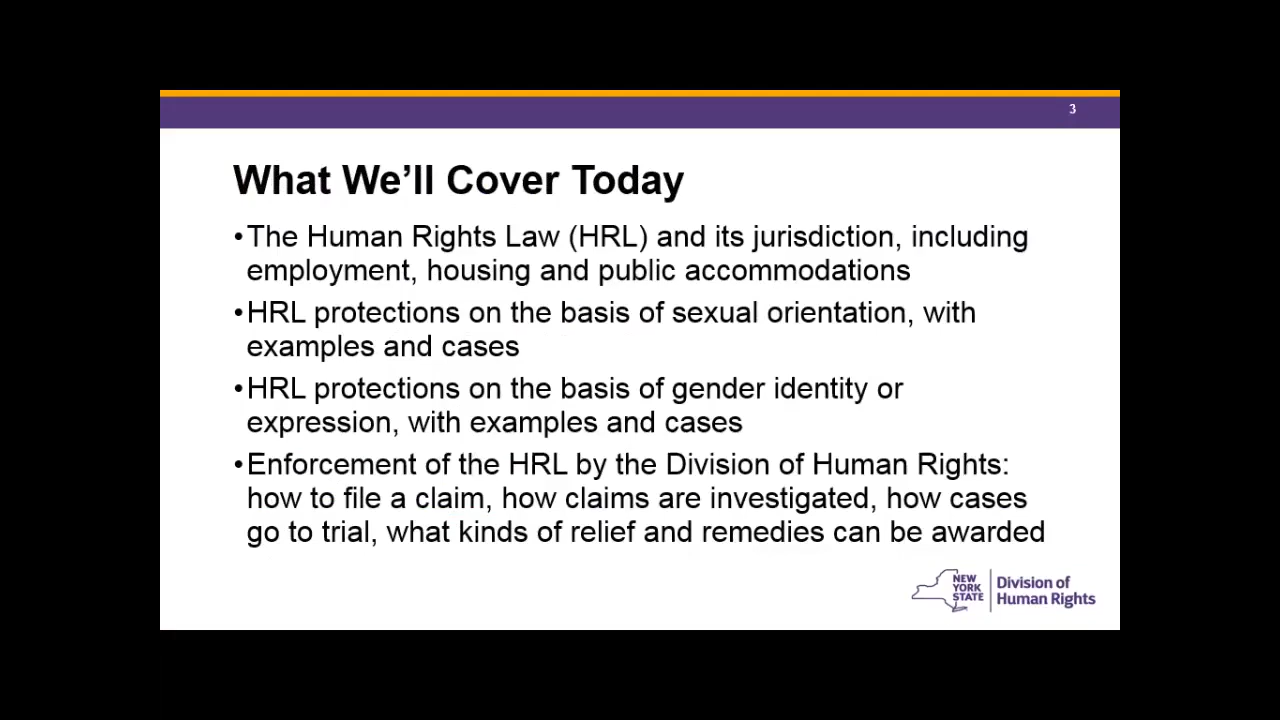 3
What We’ll Cover Today
•The Human Rights Law (HRL) and its jurisdiction, including
employment, housing and public accommodations
•HRL protections on the basis of sexual orientation, with
examples and cases
•HRL protections on the basis of gender identity or
expression, with examples and cases
•Enforcement of the HRL by the Division of Human Rights:
how to file a claim, how claims are investigated, how cases
go to trial, what kinds of relief and remedies can be awarded
NEW
YORK
STATE
Division of
Human Rights